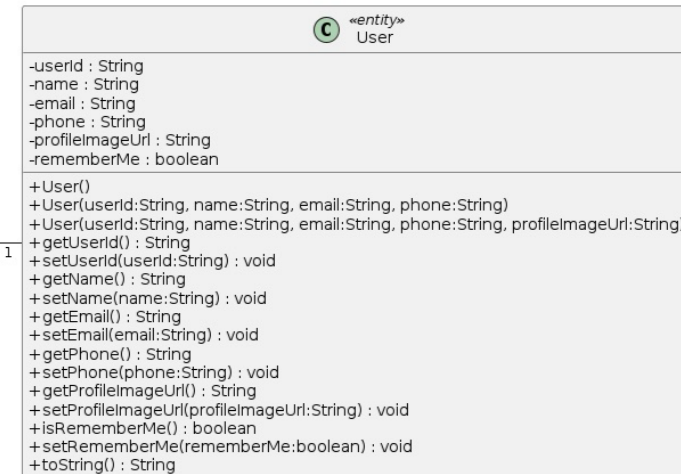 C «entity»
User
-userId : String
-name : String
-email : String
-phone : String
-profileImageUrl : String
-rememberMe : boolean
+User()
+User(userId:String, name:String, email:String, phone:String)
+User(userId:String, name:String, email:String, phone:String, profileImageUrl:String)
+getUserId() : String
1
+setUserId(userId:String) : void
+getName() : String
+setName(name:String) : void
+getEmail() : String
+setEmail(email:String) : void
+getPhone() : String
+setPhone(phone:String) : void
+getProfileImageUrl() : String
+setProfileImageUrl(profileImageUrl:String) : void
+isRememberMe() : boolean
+setRememberMe(rememberMe:boolean) : void
+toString() : String